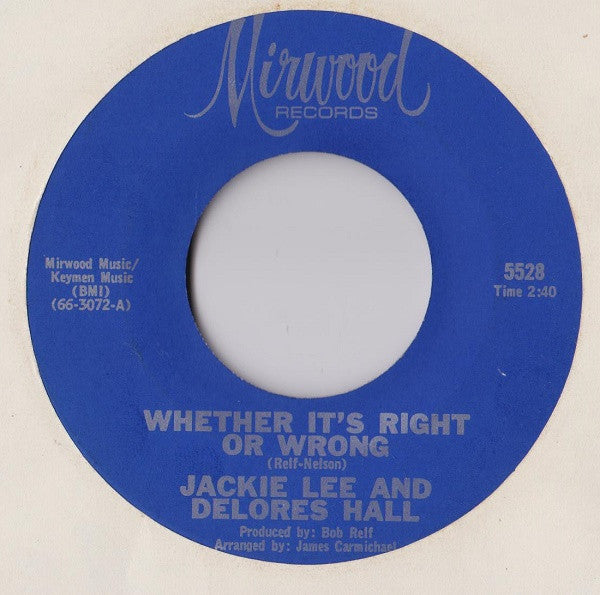 Mirwood
RECORDS
Mirwood Music/
Keymen Music
(BMI)
(66-3072-A)
5528
Time 2:40
WHETHER IT'S RIGHT
OR WRONG
(Relf-Nelson)
JACKIE LEE AND
DELORES HALL
Produced by: Bob Relf
Arranged by: James Carmichael